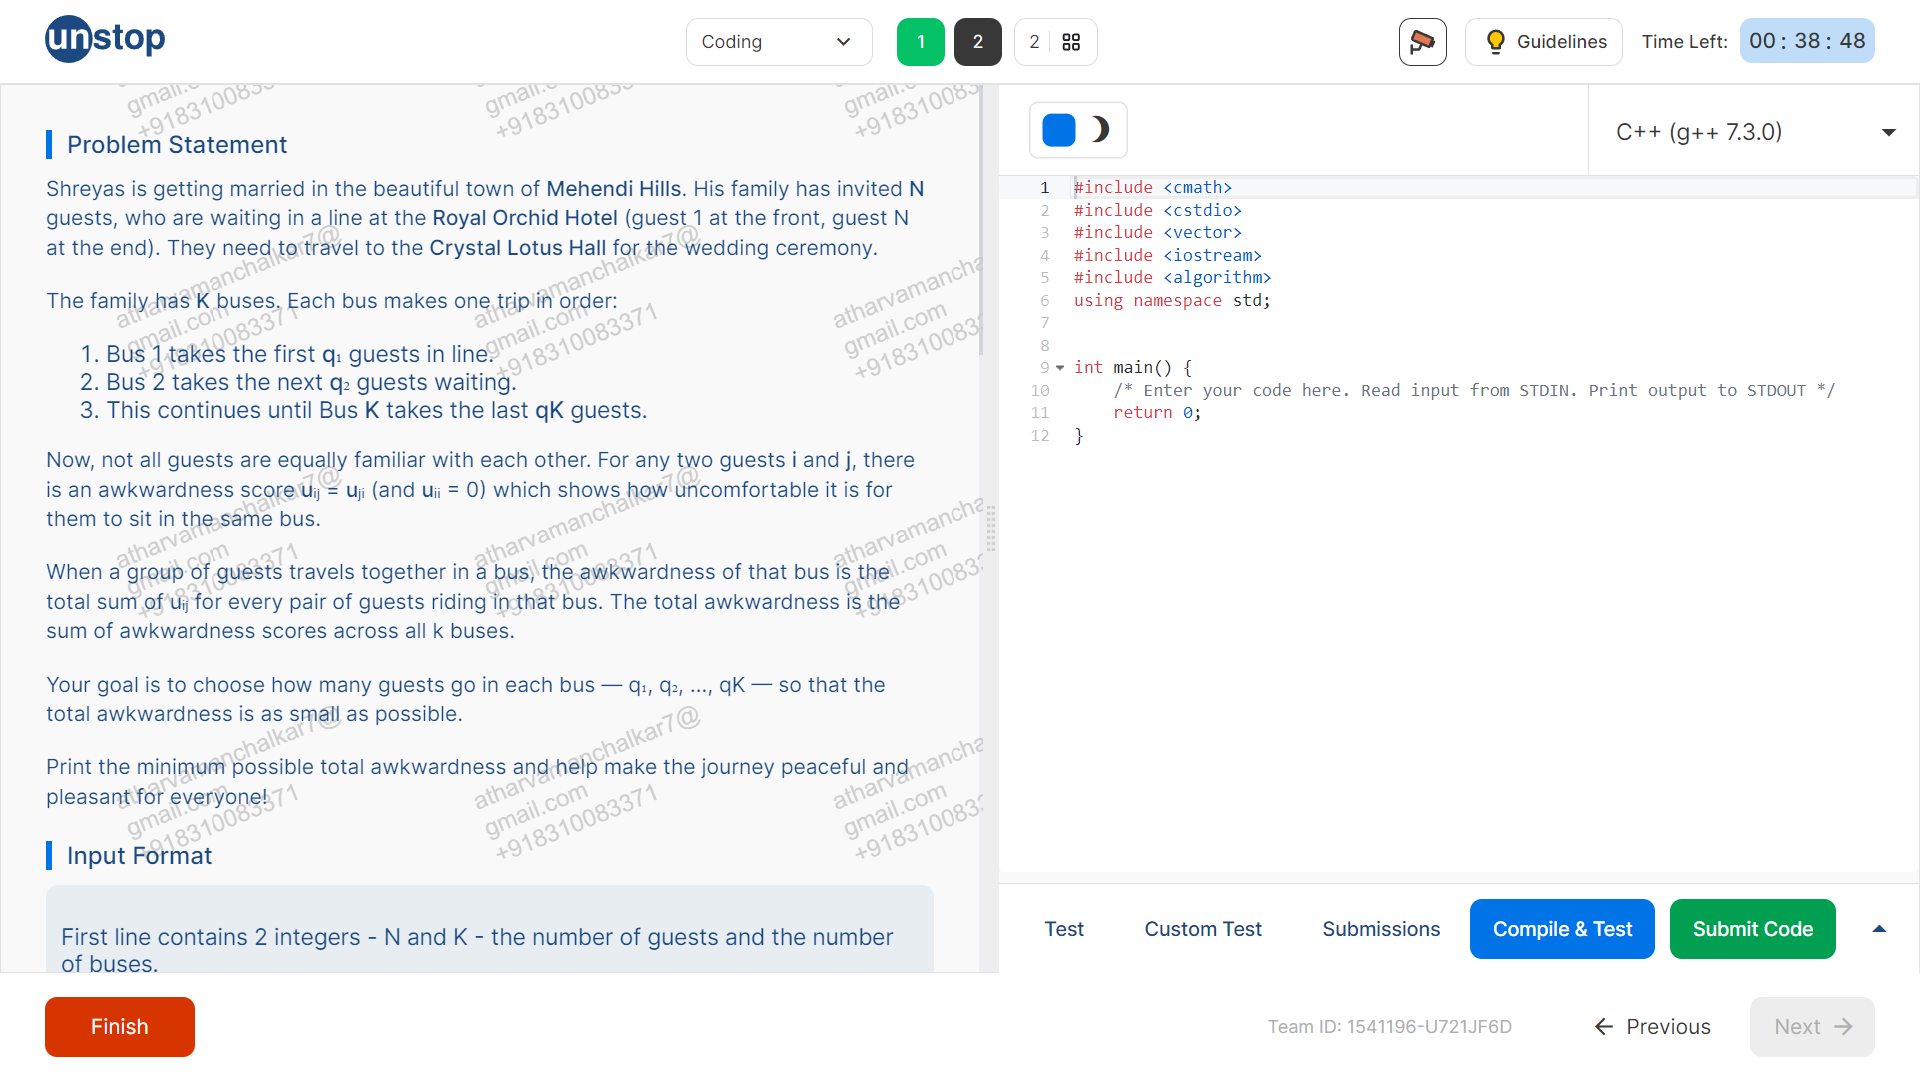 unstop
Coding
1
2
2
Guidelines
Time Left:
00 : 38 : 48
Problem Statement
Shreyas is getting married in the beautiful town of Mehendi Hills. His family has invited N
guests, who are waiting in a line at the Royal Orchid Hotel (guest 1 at the front, guest N
at the end). They need to travel to the Crystal Lotus Hall for the wedding ceremony.
The family has K buses. Each bus makes one trip in order:
1. Bus 1 takes the first q₁ guests in line.
2. Bus 2 takes the next q₂ guests waiting.
3. This continues until Bus K takes the last qK guests.
Now, not all guests are equally familiar with each other. For any two guests i and j, there
is an awkwardness score uᵢⱼ = uⱼᵢ (and uᵢᵢ = 0) which shows how uncomfortable it is for
them to sit in the same bus.
When a group of guests travels together in a bus, the awkwardness of that bus is the
total sum of uᵢⱼ for every pair of guests riding in that bus. The total awkwardness is the
sum of awkwardness scores across all k buses.
Your goal is to choose how many guests go in each bus — q₁, q₂, ..., qK — so that the
total awkwardness is as small as possible.
Print the minimum possible total awkwardness and help make the journey peaceful and
pleasant for everyone!
Input Format
First line contains 2 integers - N and K - the number of guests and the number
of buses.
atharvamanchalkar7@
gmail.com
+918310083371
C++ (g++ 7.3.0)
1 #include <cmath>
2 #include <cstdio>
3 #include <vector>
4 #include <iostream>
5 #include <algorithm>
6 using namespace std;
7
8
9 int main() {
10 /* Enter your code here. Read input from STDIN. Print output to STDOUT */
11 return 0;
12 }
Test
Custom Test
Submissions
Compile & Test
Submit Code
Finish
Team ID: 1541196-U721JF6D
Previous
Next